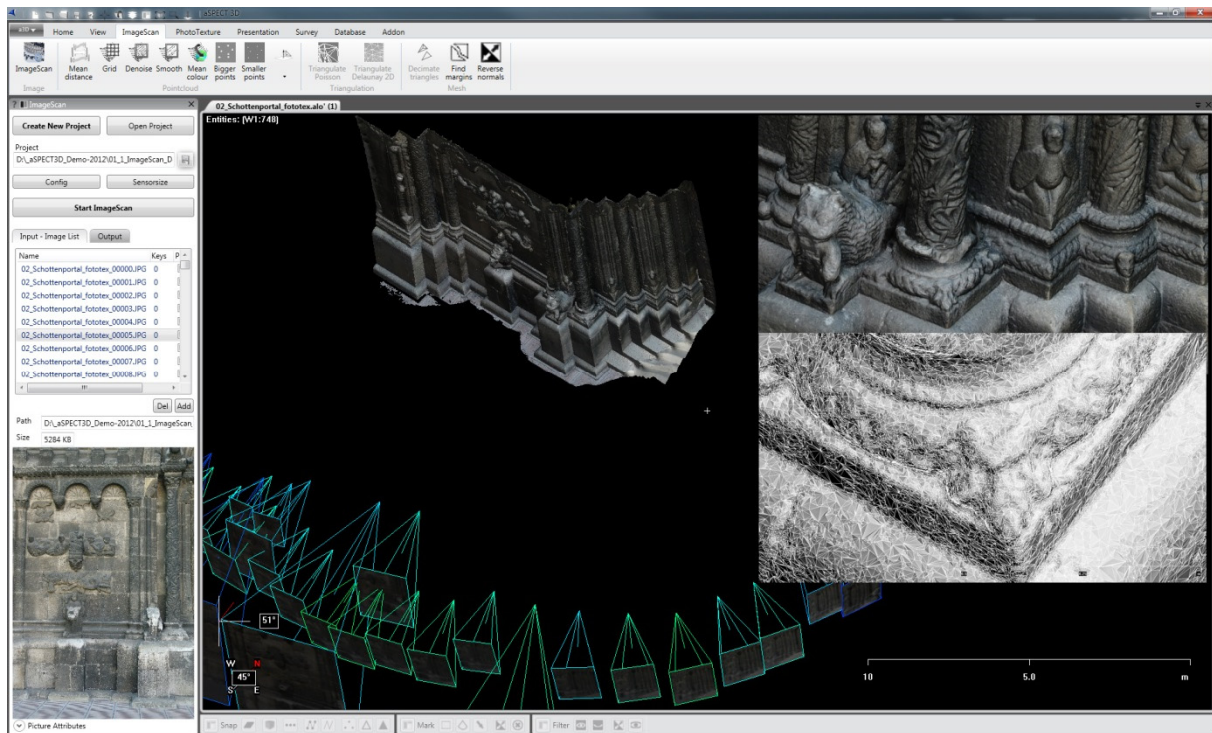 aSPECT 3D
a3D
Home View ImageScan PhotoTexture Presentation Survey Database Addon
ImageScan Mean distance Grid Denoise Smooth Mean colour Bigger points Smaller points Triangulate Poisson Triangulate Delaunay 2D Decimate triangles Find margins Reverse normals
Image Pointcloud Triangulation Mesh
? ImageScan
Create New Project Open Project
Project
D:\_aSPECT3D_Demo-2012\01_1_ImageScan_D
Config Sensorsize
Start ImageScan
Input - Image List Output
Name Keys P
02_Schottenportal_fototex_00000.JPG 0
02_Schottenportal_fototex_00001.JPG 0
02_Schottenportal_fototex_00002.JPG 0
02_Schottenportal_fototex_00003.JPG 0
02_Schottenportal_fototex_00004.JPG 0
02_Schottenportal_fototex_00005.JPG 0
02_Schottenportal_fototex_00006.JPG 0
02_Schottenportal_fototex_00007.JPG 0
02_Schottenportal_fototex_00008.JPG 0
Del Add
Path D:\_aSPECT3D_Demo-2012\01_1_ImageScan_
Size 5284 KB
Picture Attributes
02_Schottenportal_fototex.alo' (1)
Entities: (W1:748)
51°
W N
45°
S E
10 5.0 m
Snap Mark Filter